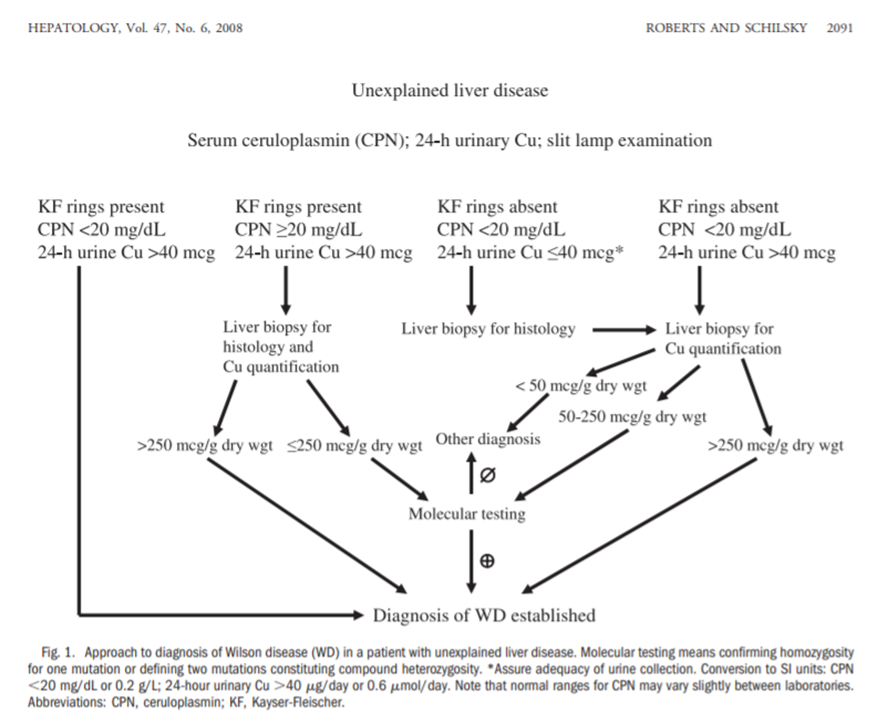 HEPATOLOGY, Vol. 47, No. 6, 2008
ROBERTS AND SCHILSKY 2091
Unexplained liver disease
Serum ceruloplasmin (CPN); 24-h urinary Cu; slit lamp examination
KF rings present
CPN <20 mg/dL
24-h urine Cu >40 mcg
KF rings present
CPN ≥20 mg/dL
24-h urine Cu >40 mcg
KF rings absent
CPN <20 mg/dL
24-h urine Cu ≤40 mcg*
KF rings absent
CPN <20 mg/dL
24-h urine Cu >40 mcg
Liver biopsy for
histology and
Cu quantification
Liver biopsy for histology
Liver biopsy for
Cu quantification
< 50 mcg/g dry wgt
50-250 mcg/g dry wgt
>250 mcg/g dry wgt
≤250 mcg/g dry wgt
Other diagnosis
>250 mcg/g dry wgt
∅
Molecular testing
⊕
Diagnosis of WD established
Fig. 1. Approach to diagnosis of Wilson disease (WD) in a patient with unexplained liver disease. Molecular testing means confirming homozygosity
for one mutation or defining two mutations constituting compound heterozygosity. *Assure adequacy of urine collection. Conversion to SI units: CPN
<20 mg/dL or 0.2 g/L; 24-hour urinary Cu >40 μg/day or 0.6 μmol/day. Note that normal ranges for CPN may vary slightly between laboratories.
Abbreviations: CPN, ceruloplasmin; KF, Kayser-Fleischer.